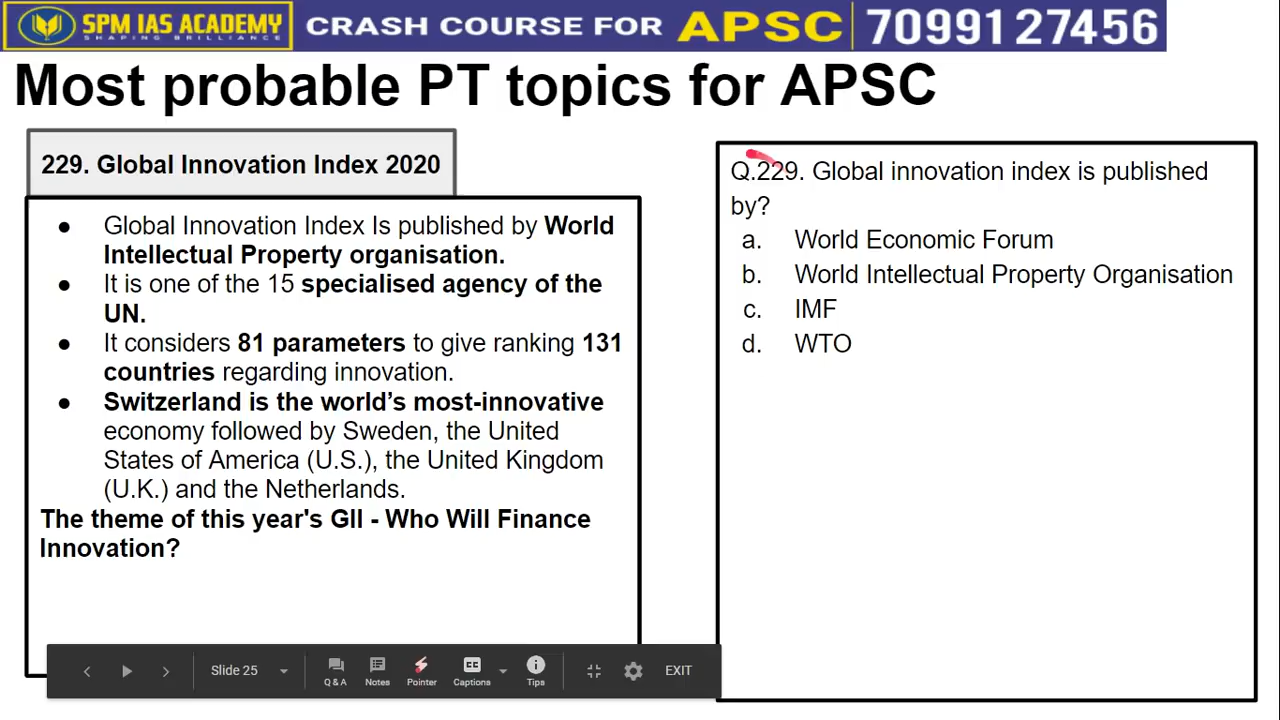 SPM IAS ACADEMY
SHAPING BRILLIANCE
CRASH COURSE FOR APSC 7099127456
Most probable PT topics for APSC
229. Global Innovation Index 2020
● Global Innovation Index Is published by World
Intellectual Property organisation.
● It is one of the 15 specialised agency of the
UN.
● It considers 81 parameters to give ranking 131
countries regarding innovation.
● Switzerland is the world's most-innovative
economy followed by Sweden, the United
States of America (U.S.), the United Kingdom
(U.K.) and the Netherlands.
The theme of this year's GII - Who Will Finance
Innovation?
Q.229. Global innovation index is published
by?
a. World Economic Forum
b. World Intellectual Property Organisation
c. IMF
d. WTO
Slide 25
Q & A
Notes
Pointer
CC
Captions
Tips
EXIT